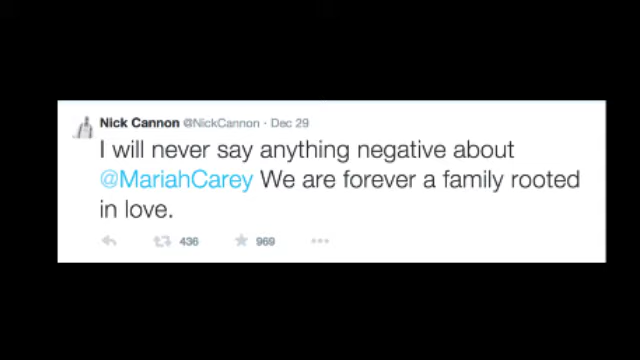 Nick Cannon @NickCannon · Dec 29
I will never say anything negative about
@MariahCarey We are forever a family rooted
in love.
436 969